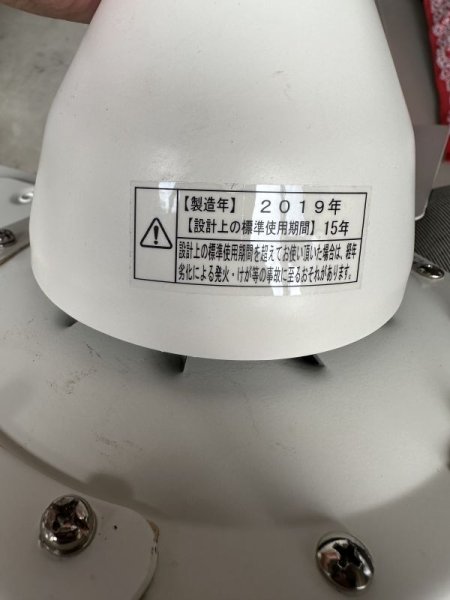 【製造年】 2019年
【設計上の標準使用期間】15年
設計上の標準使用期間を超えてお使い頂いた場合は、経年
劣化による発火・けが等の事故に至るおそれがあります。